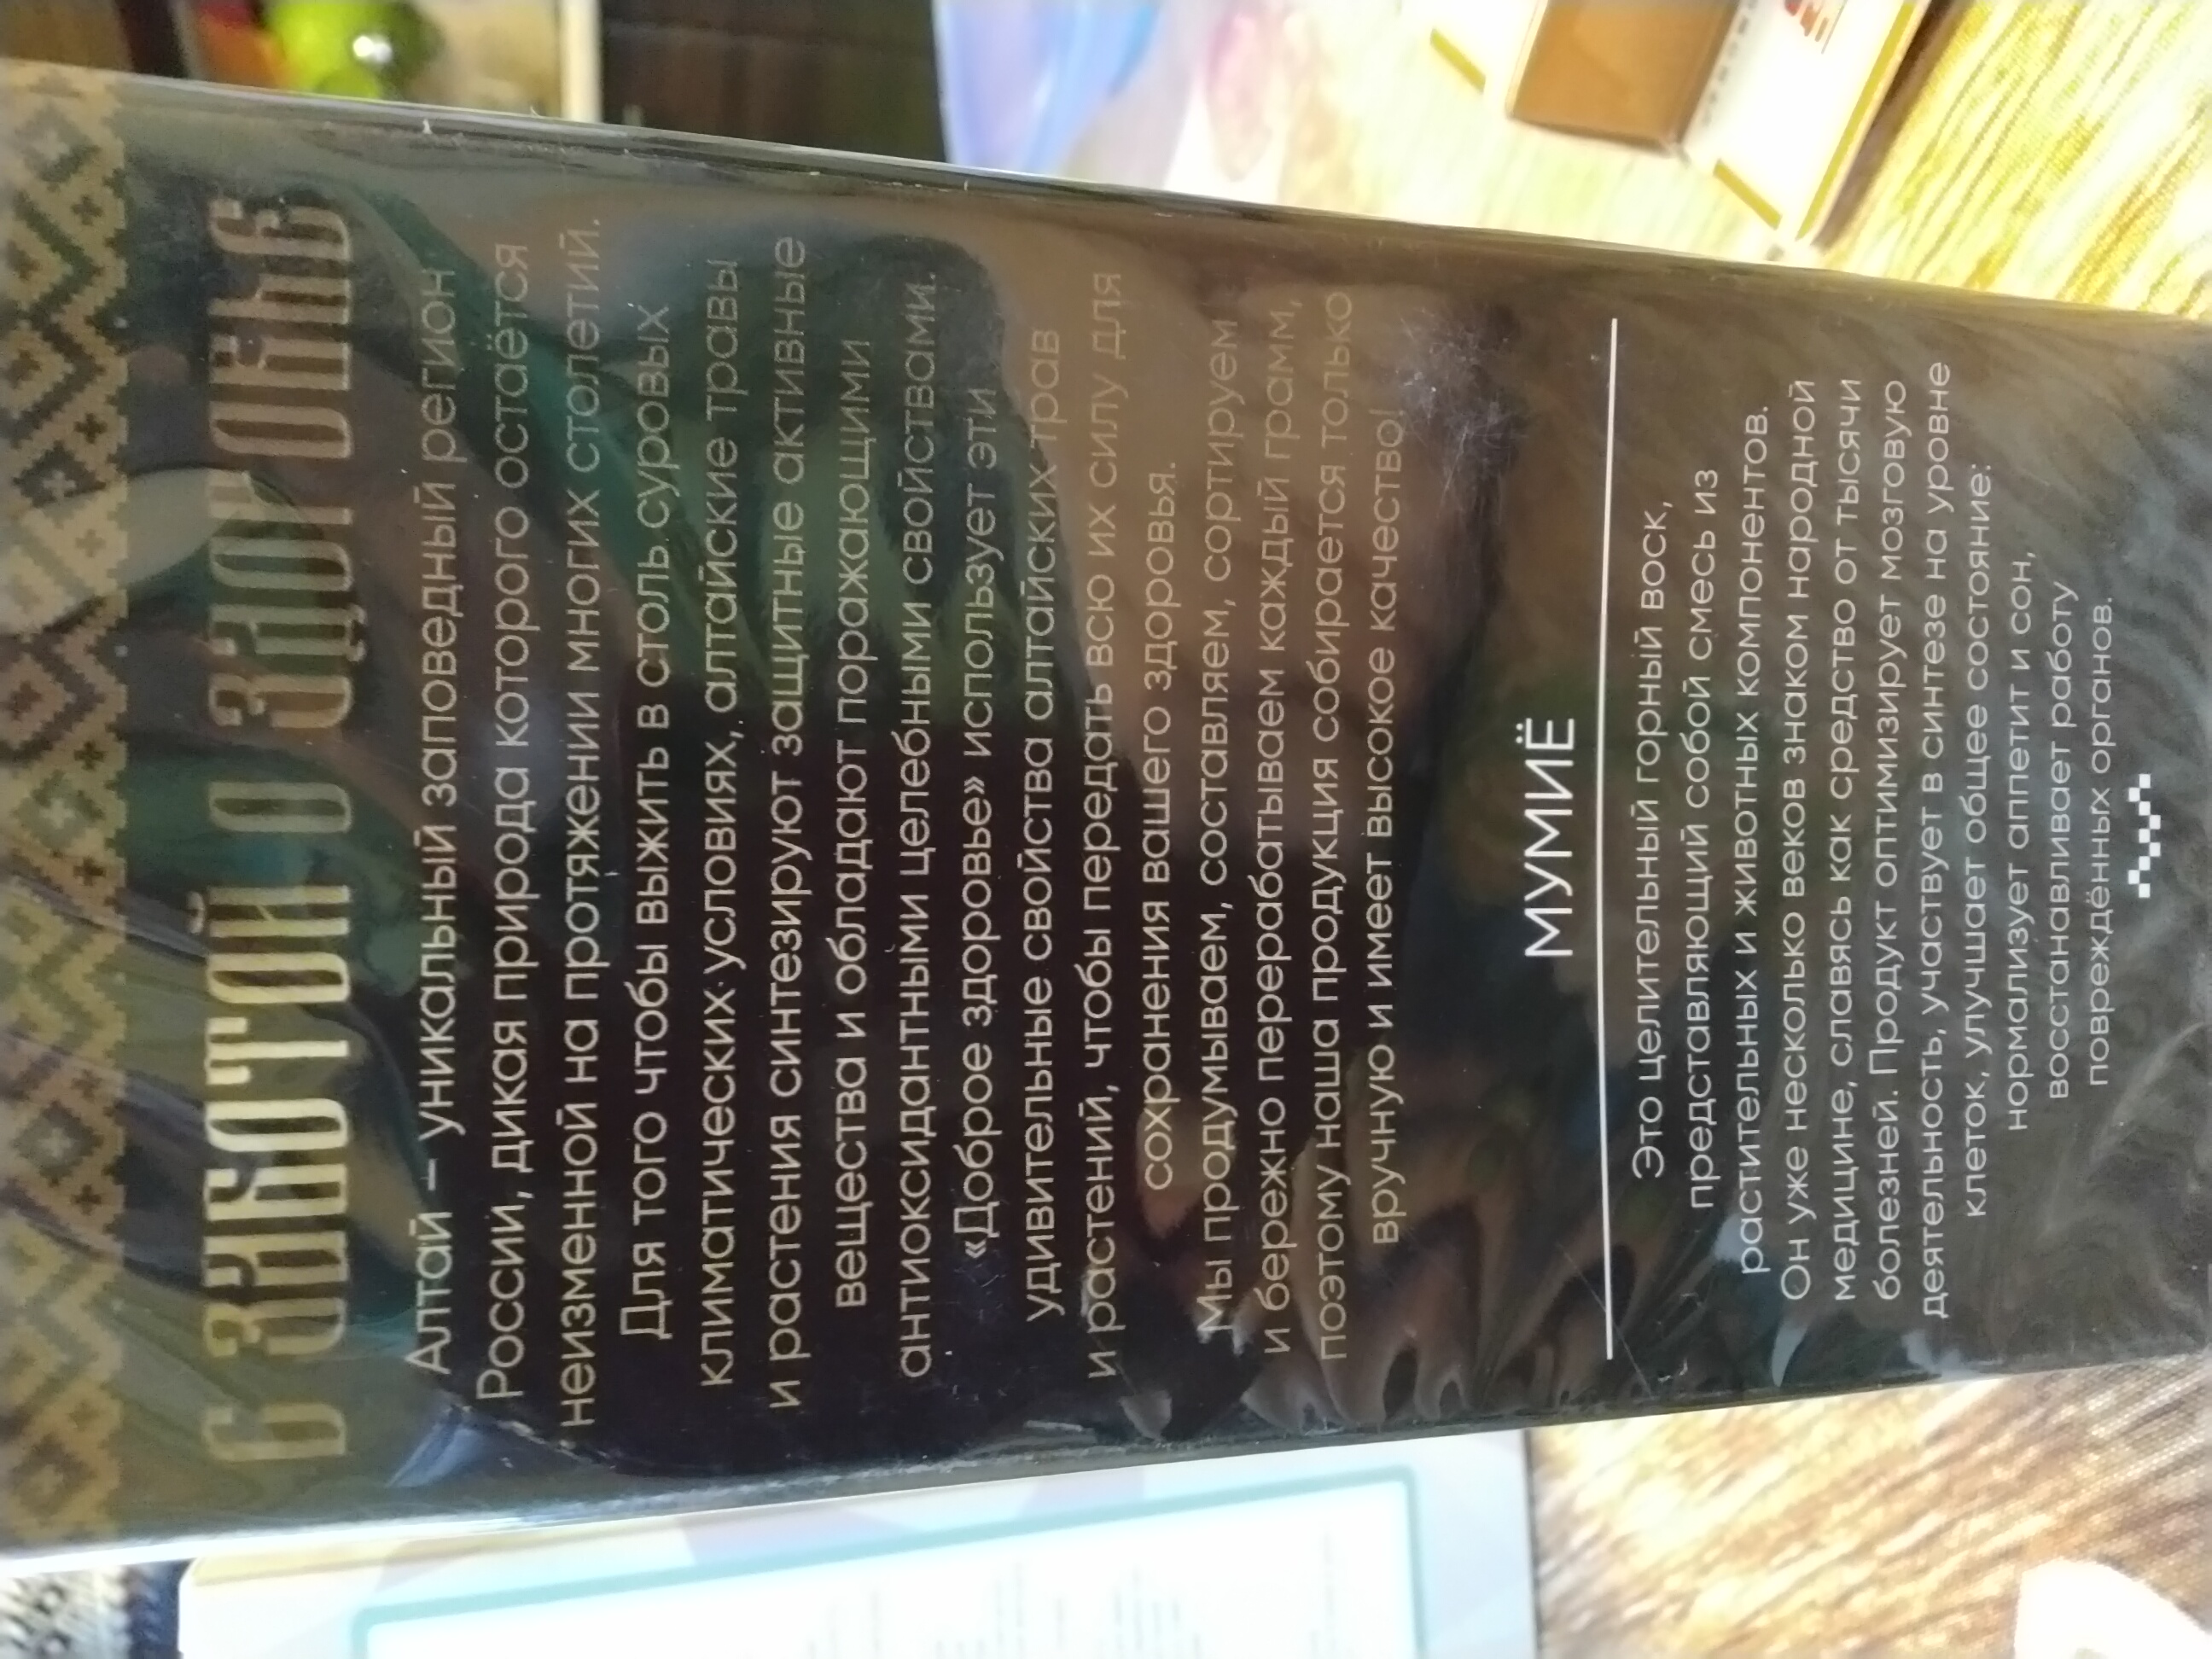 С ЗАБОТОЙ О ЗДОРОВЬЕ
Алтай – уникальный заповедный регион
России, дикая природа которого остаётся
неизменной на протяжении многих столетий.
Для того чтобы выжить в столь суровых
климатических условиях, алтайские травы
и растения синтезируют защитные активные
вещества и обладают поражающими
антиоксидантными целебными свойствами.
«Доброе здоровье» использует эти
удивительные свойства алтайских трав
и растений, чтобы передать всю их силу для
сохранения вашего здоровья.
Мы продумываем, составляем, сортируем
и бережно перерабатываем каждый грамм,
поэтому наша продукция собирается только
вручную и имеет высокое качество!
МУМИЁ
Это целительный горный воск,
представляющий собой смесь из
растительных и животных компонентов.
Он уже несколько веков знаком народной
медицине, славясь как средство от тысячи
болезней. Продукт оптимизирует мозговую
деятельность, участвует в синтезе на уровне
клеток, улучшает общее состояние:
нормализует аппетит и сон,
восстанавливает работу
повреждённых органов.